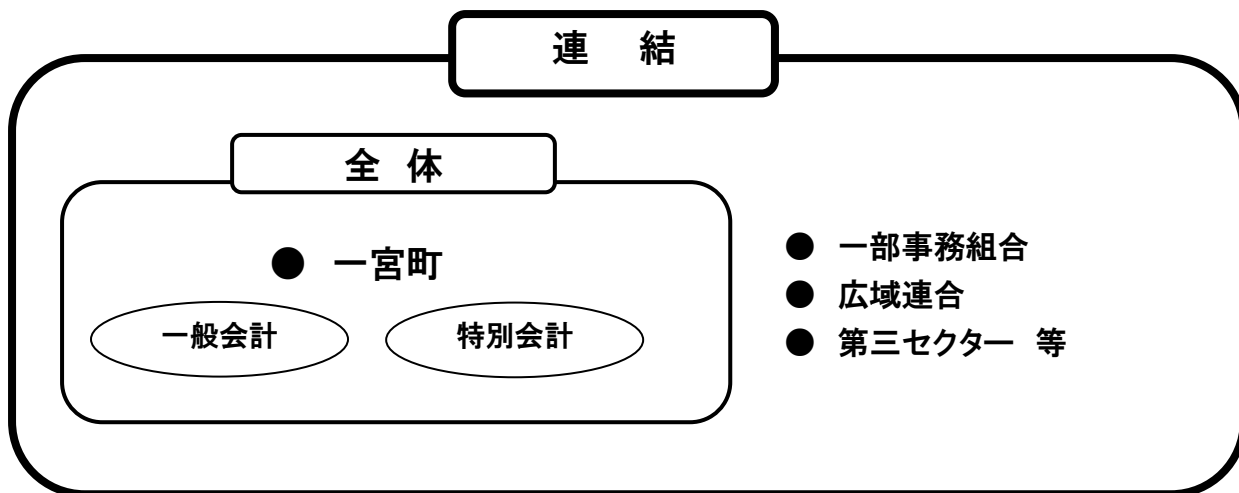 連 結
全 体
● 一宮町
一般会計
特別会計
● 一部事務組合
● 広域連合
● 第三セクター 等